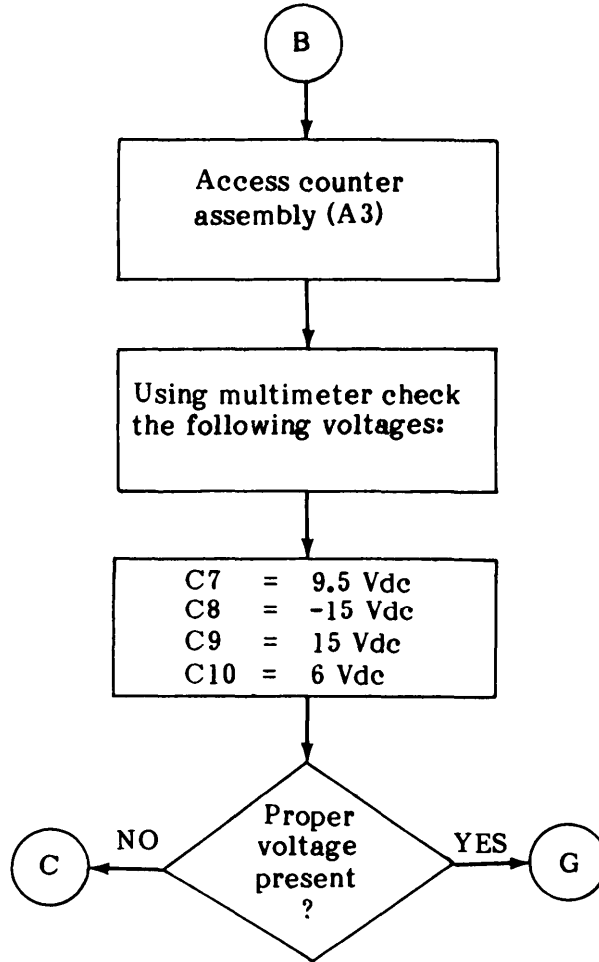 B
Access counter
assembly (A3)
Using multimeter check
the following voltages:
C7 = 9.5 Vdc
C8 = -15 Vdc
C9 = 15 Vdc
C10 = 6 Vdc
Proper
voltage
present
?
NO
YES
C
G